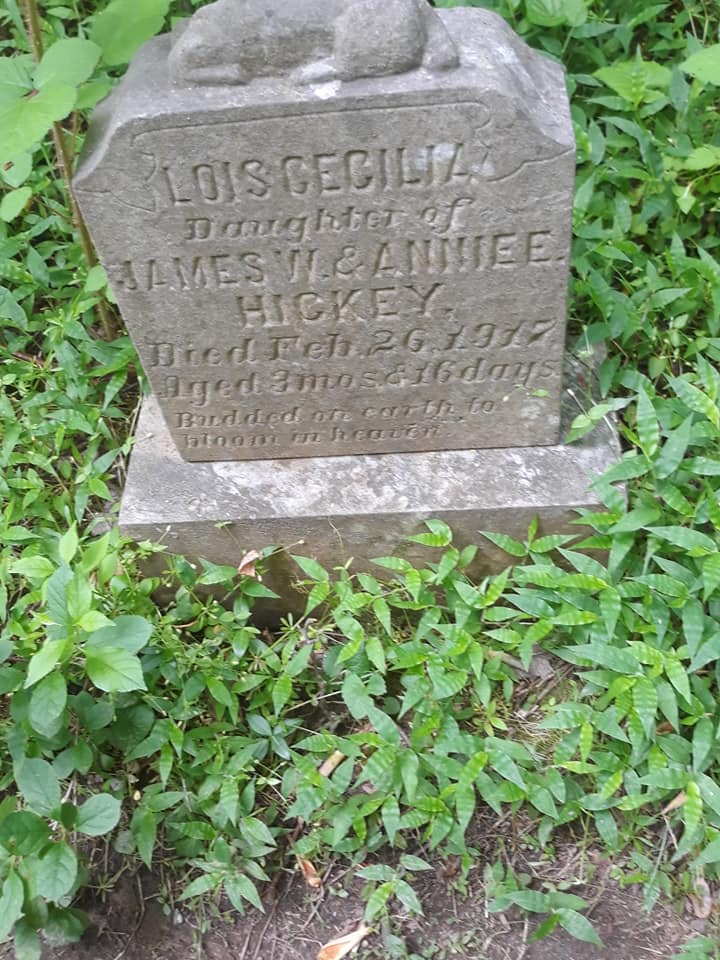 LOIS CECILIA
Daughter of
JAMES W. & ANNIE E.
HICKEY.
Died Feb. 26, 1917
Aged 3 mos. & 16 days
Budded on earth to
bloom in heaven